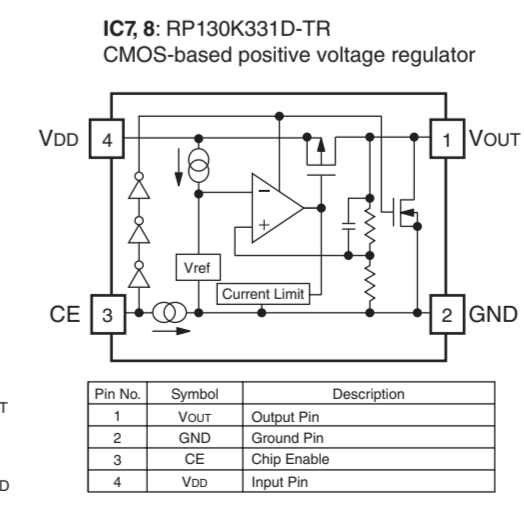 IC7, 8: RP130K331D-TR
CMOS-based positive voltage regulator
VDD 4 1 VOUT
−
+
Vref
Current Limit
CE 3 2 GND
T
D
Pin No. Symbol Description
1 VOUT Output Pin
2 GND Ground Pin
3 CE Chip Enable
4 VDD Input Pin